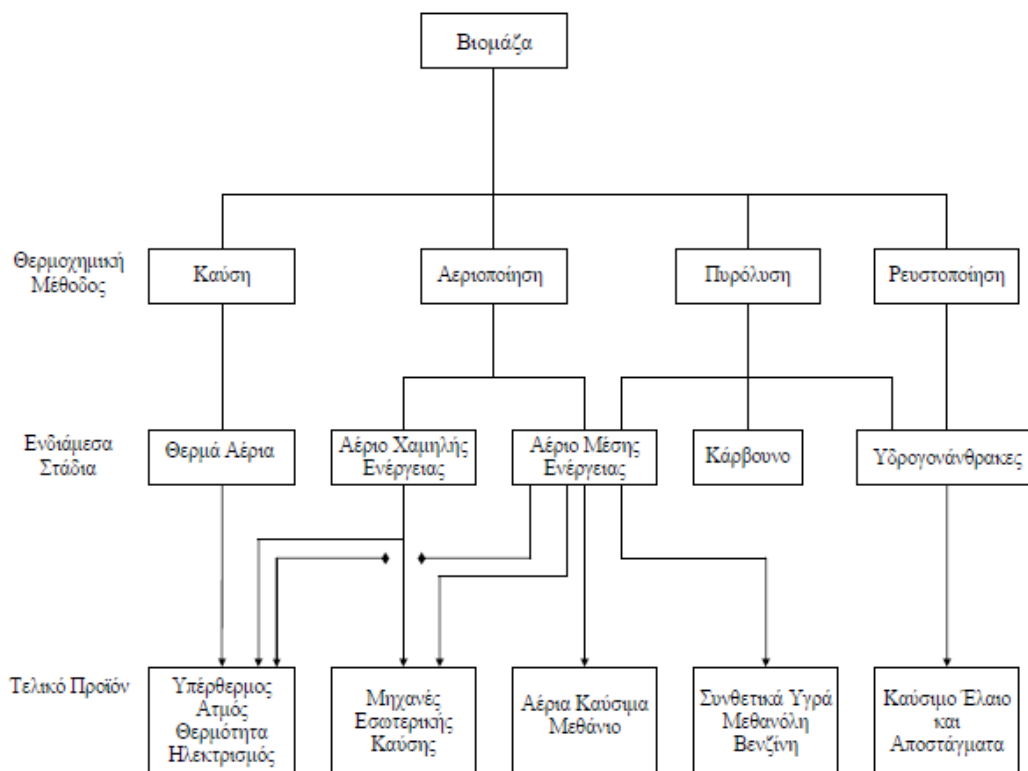 Βιομάζα
Θερμοχημική
Μέθοδος
Καύση
Αεριοποίηση
Πυρόλυση
Ρευστοποίηση
Ενδιάμεσα
Στάδια
Θερμά Αέρια
Αέριο Χαμηλής
Ενέργειας
Αέριο Μέσης
Ενέργειας
Κάρβουνο
Υδρογονάνθρακες
Τελικό Προϊόν
Υπέρθερμος
Ατμός
Θερμότητα
Ηλεκτρισμός
Μηχανές
Εσωτερικής
Καύσης
Αέρια Καύσιμα
Μεθάνιο
Συνθετικά Υγρά
Μεθανόλη
Βενζίνη
Καύσιμο Έλαιο
και
Αποστάγματα